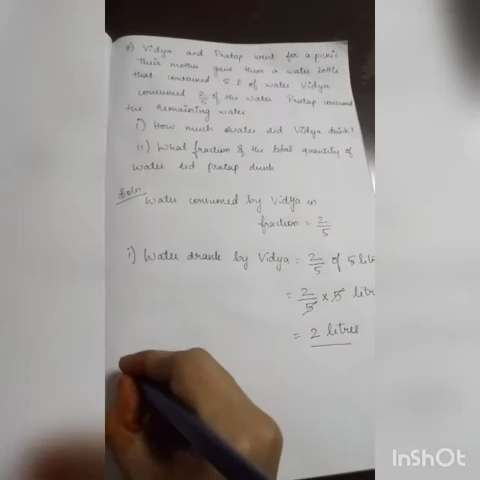 8) Vidya and Pratap went for a picnic
Their mother gave them a water bottle
that contained 5 l of water Vidya
consumed 2/5 of the water Pratap consumed
the remaining water
i) How much water did Vidya drink?
ii) What fraction of the total quantity of
water did pratap drink
Soln
Water consumed by Vidya in
fraction = 2/5
i) Water drank by Vidya = 2/5 of 5 lit
= 2/5 x 5 litr
= 2 litres
InShOt